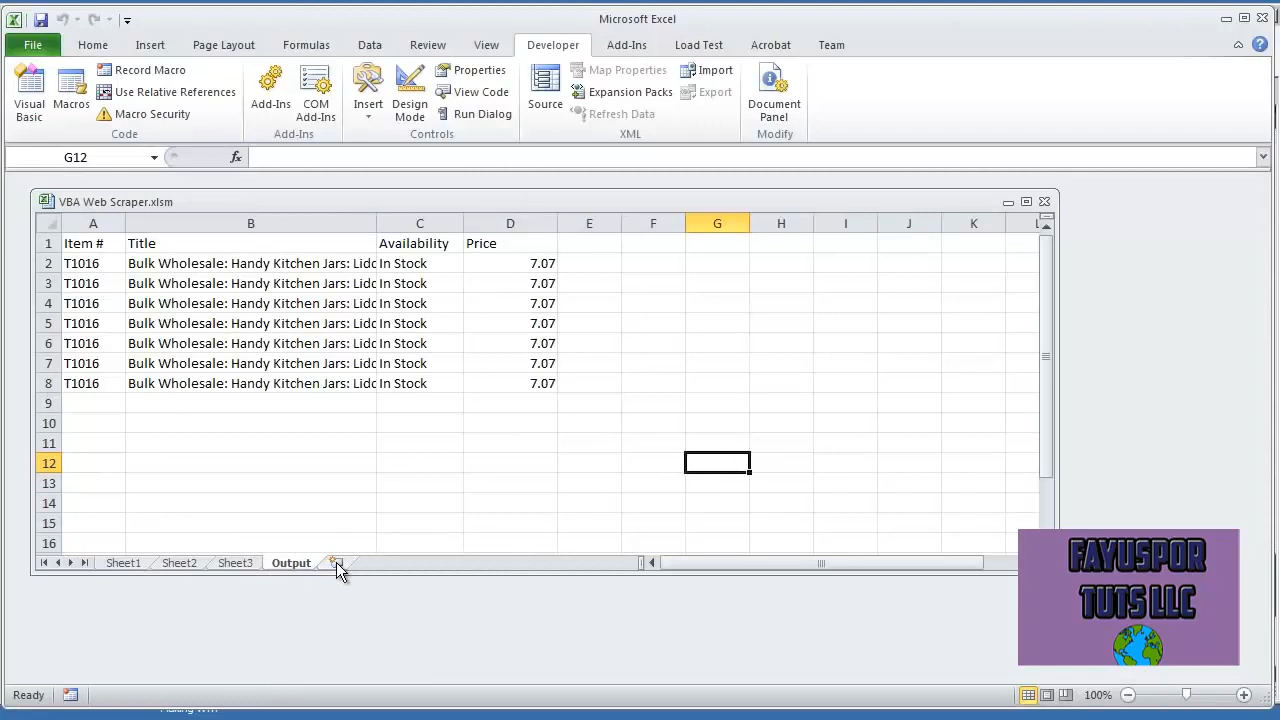 Microsoft Excel
File Home Insert Page Layout Formulas Data Review View Developer Add-Ins Load Test Acrobat Team
Visual Basic
Macros
Record Macro
Use Relative References
Macro Security
Code
Add-Ins
COM Add-Ins
Add-Ins
Insert
Design Mode
Properties
View Code
Run Dialog
Controls
Source
Map Properties
Expansion Packs
Refresh Data
Import
Export
XML
Document Panel
Modify
G12 fx
VBA Web Scraper.xlsm
A B C D E F G H I J K L
1 Item # Title Availability Price
2 T1016 Bulk Wholesale: Handy Kitchen Jars: Lidd In Stock 7.07
3 T1016 Bulk Wholesale: Handy Kitchen Jars: Lidd In Stock 7.07
4 T1016 Bulk Wholesale: Handy Kitchen Jars: Lidd In Stock 7.07
5 T1016 Bulk Wholesale: Handy Kitchen Jars: Lidd In Stock 7.07
6 T1016 Bulk Wholesale: Handy Kitchen Jars: Lidd In Stock 7.07
7 T1016 Bulk Wholesale: Handy Kitchen Jars: Lidd In Stock 7.07
8 T1016 Bulk Wholesale: Handy Kitchen Jars: Lidd In Stock 7.07
9
10
11
12
13
14
15
16
Sheet1 Sheet2 Sheet3 Output
FAYUSPOR
TUTS LLC
Ready 100%